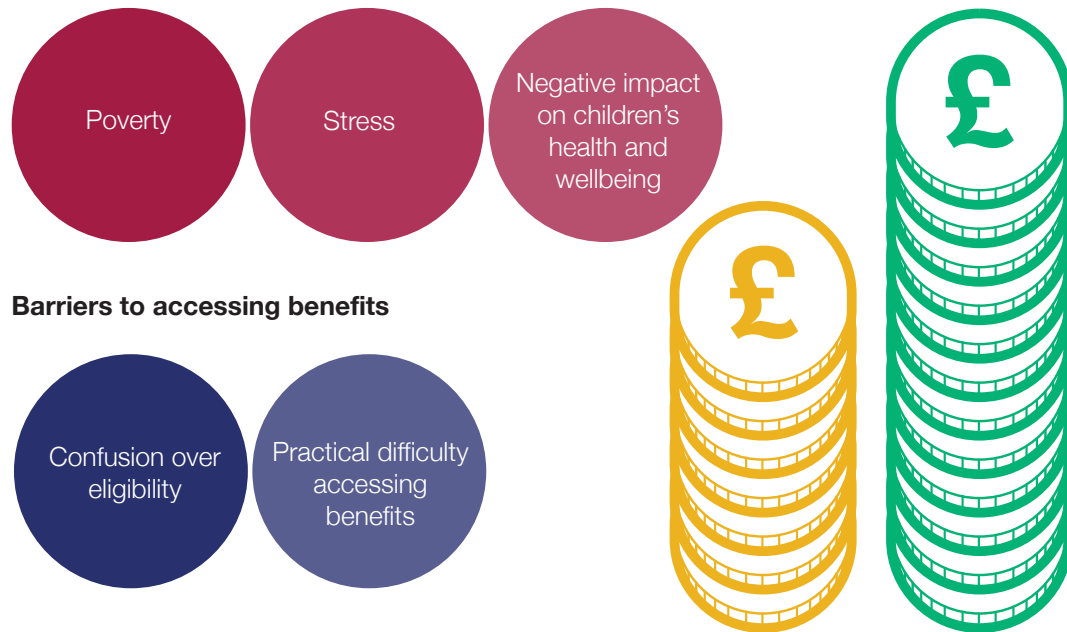 Poverty
Stress
Negative impact
on children’s
health and
wellbeing
£
£
Barriers to accessing benefits
Confusion over
eligibility
Practical difficulty
accessing
benefits